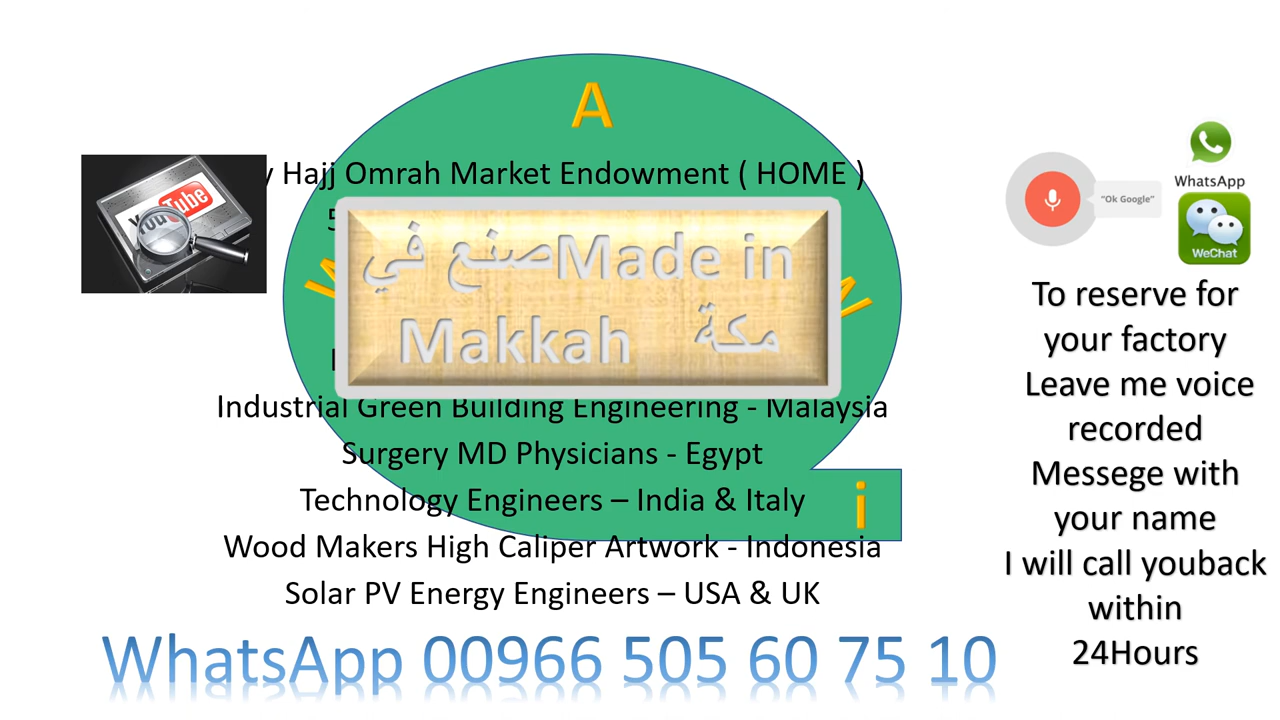 A
y Hajj Omrah Market Endowment ( HOME )
5
YouTube
صنع في Made in
Makkah مكة
Industrial Green Building Engineering - Malaysia
Surgery MD Physicians - Egypt
Technology Engineers – India & Italy
i
Wood Makers High Caliper Artwork - Indonesia
Solar PV Energy Engineers – USA & UK
WhatsApp 00966 505 60 75 10
WhatsApp
"Ok Google"
WeChat
To reserve for
your factory
Leave me voice
recorded
Messege with
your name
I will call youback
within
24Hours